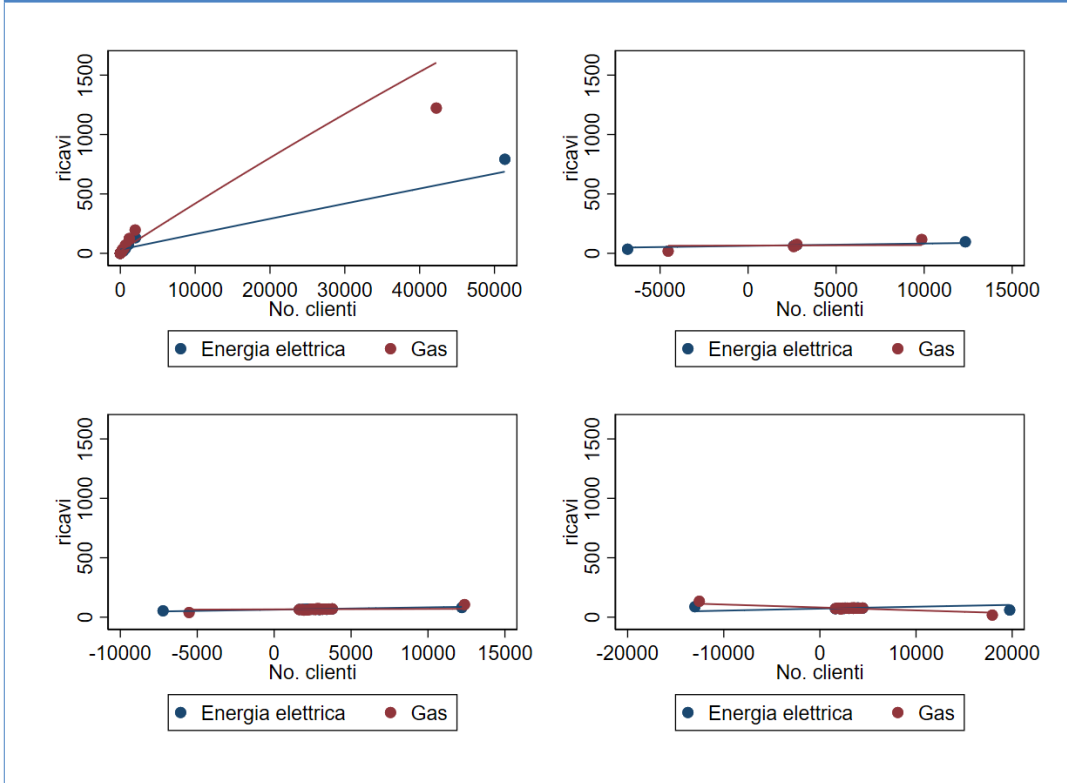 ricavi
0 500 1000 1500
0 10000 20000 30000 40000 50000
No. clienti
Energia elettrica Gas
ricavi
0 500 1000 1500
-5000 0 5000 10000 15000
No. clienti
Energia elettrica Gas
ricavi
0 500 1000 1500
-10000 -5000 0 5000 10000 15000
No. clienti
Energia elettrica Gas
ricavi
0 500 1000 1500
-20000 -10000 0 10000 20000
No. clienti
Energia elettrica Gas